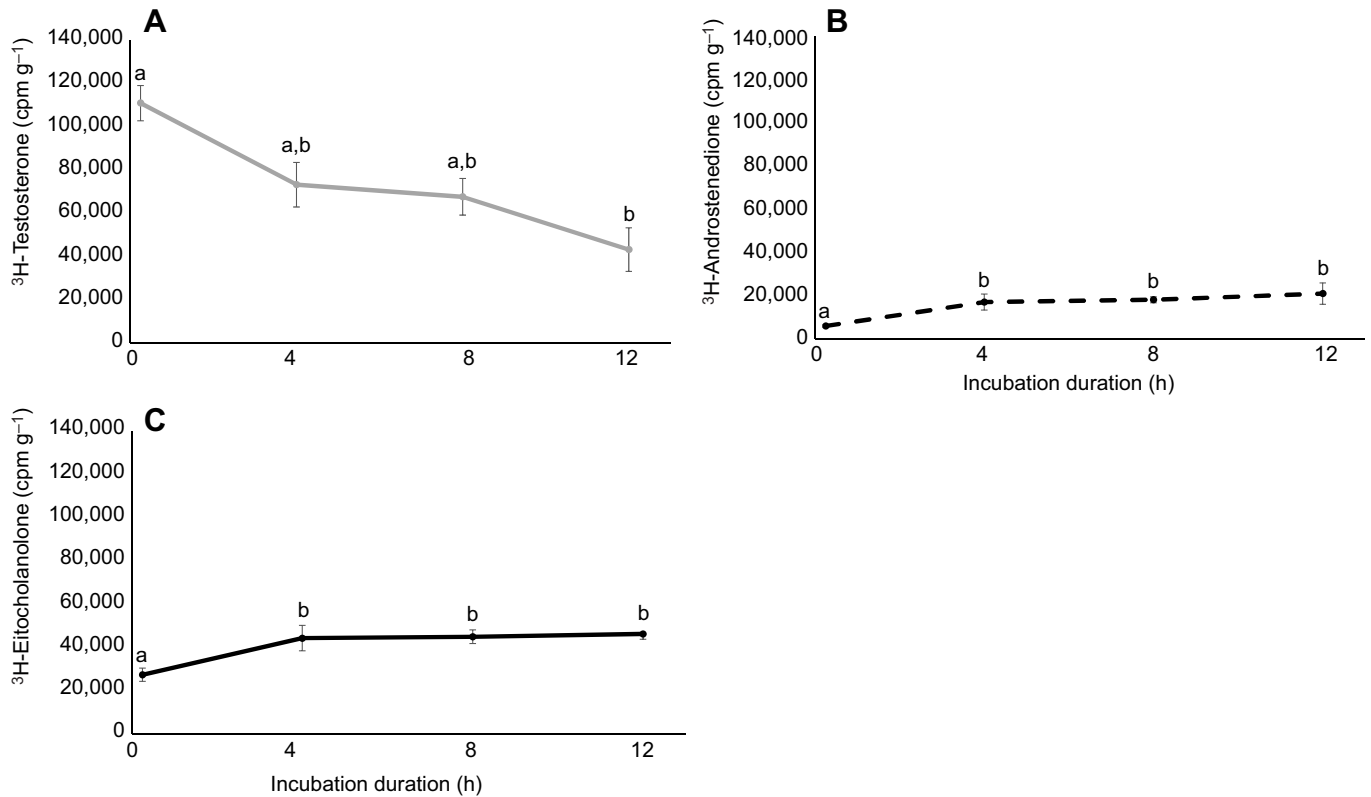 A
140,000
120,000
100,000
80,000
60,000
40,000
20,000
0
³H-Testosterone (cpm g⁻¹)
a
a,b
a,b
b
0 4 8 12
B
140,000
120,000
100,000
80,000
60,000
40,000
20,000
0
³H-Androstenedione (cpm g⁻¹)
a
b
b
b
0 4 8 12
Incubation duration (h)
C
140,000
120,000
100,000
80,000
60,000
40,000
20,000
0
³H-Eitocholanolone (cpm g⁻¹)
a
b
b
b
0 4 8 12
Incubation duration (h)